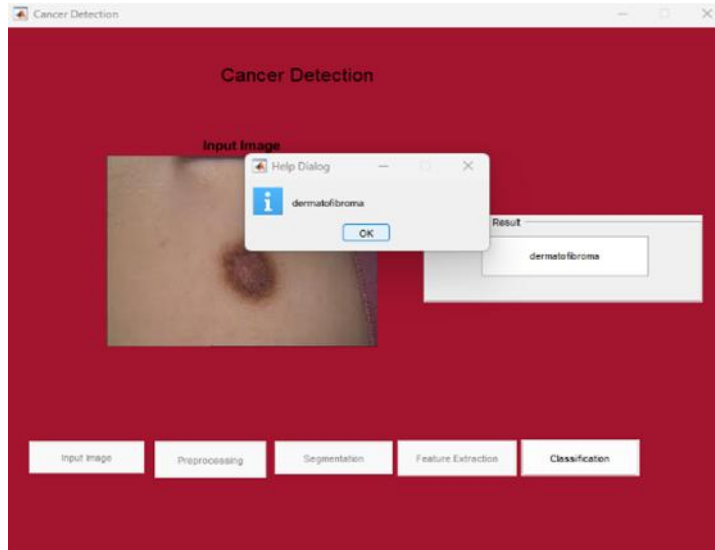 Cancer Detection
Cancer Detection
Input Image
Help Dialog
dermatofibroma
OK
Result
dermatofibroma
Input Image
Preprocessing
Segmentation
Feature Extraction
Classification